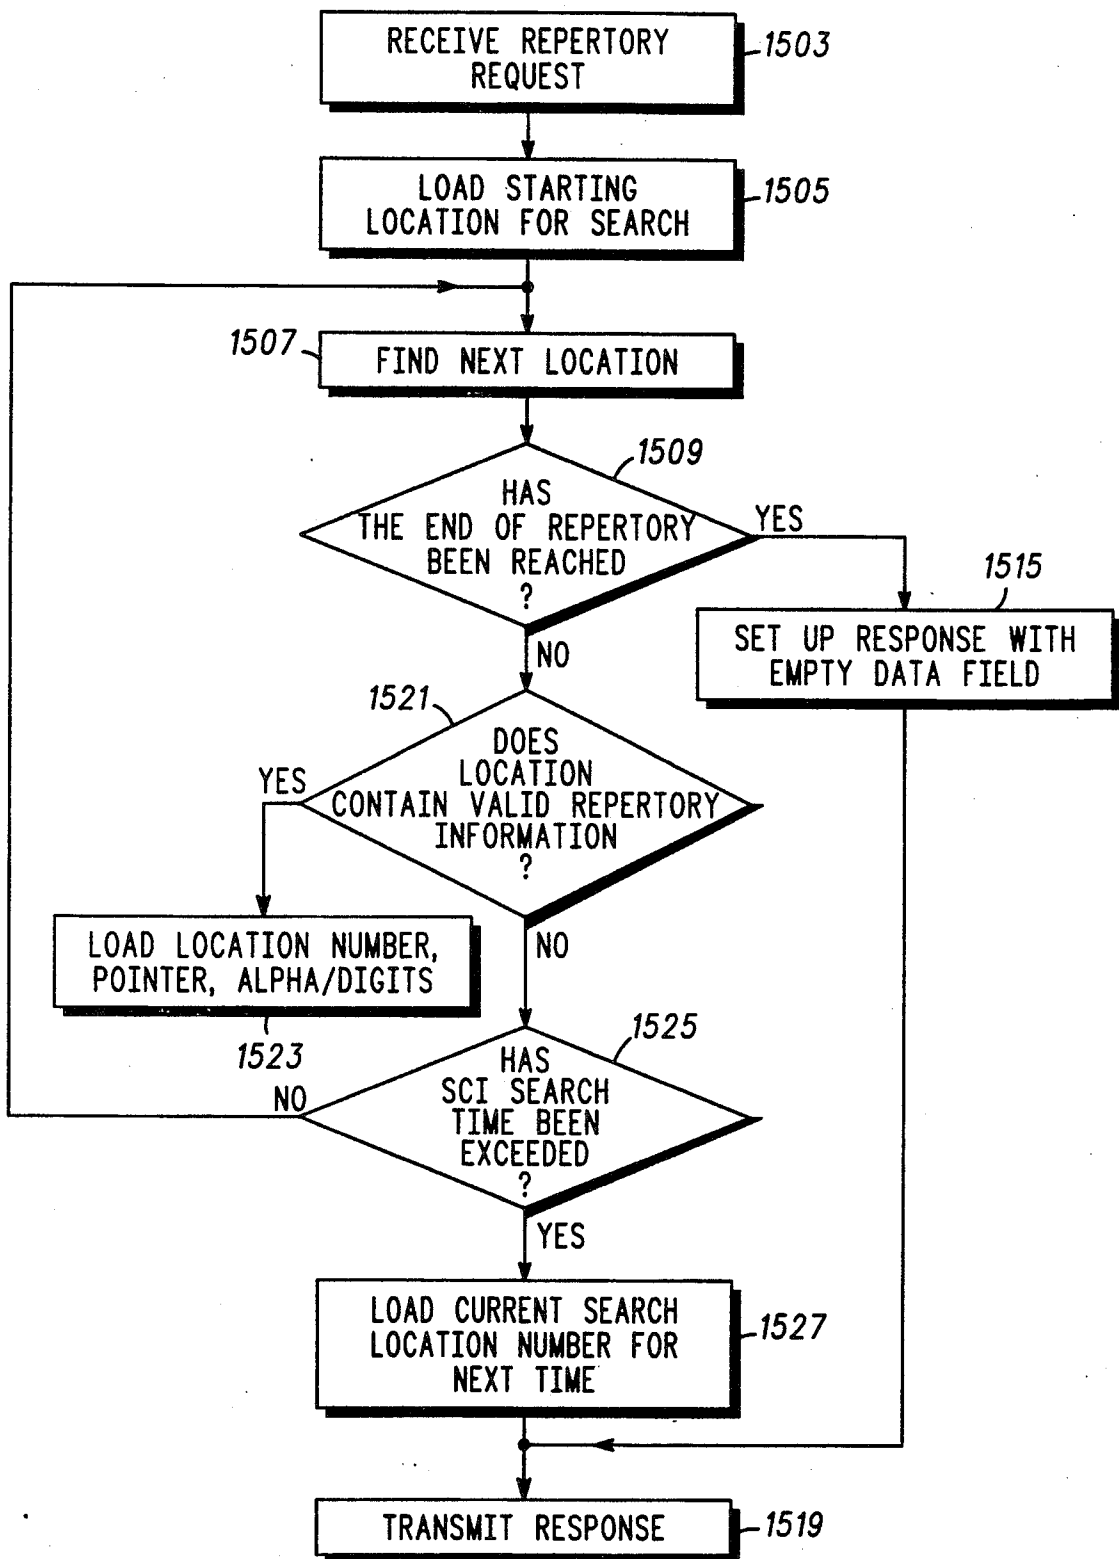 RECEIVE REPERTORY
REQUEST
1503
LOAD STARTING
LOCATION FOR SEARCH
1505
1507
FIND NEXT LOCATION
1509
HAS
THE END OF REPERTORY
BEEN REACHED
?
YES
NO
1515
SET UP RESPONSE WITH
EMPTY DATA FIELD
1521
DOES
LOCATION
CONTAIN VALID REPERTORY
INFORMATION
?
YES
NO
LOAD LOCATION NUMBER,
POINTER, ALPHA/DIGITS
1523
1525
HAS
SCI SEARCH
TIME BEEN
EXCEEDED
?
NO
YES
LOAD CURRENT SEARCH
LOCATION NUMBER FOR
NEXT TIME
1527
TRANSMIT RESPONSE
1519